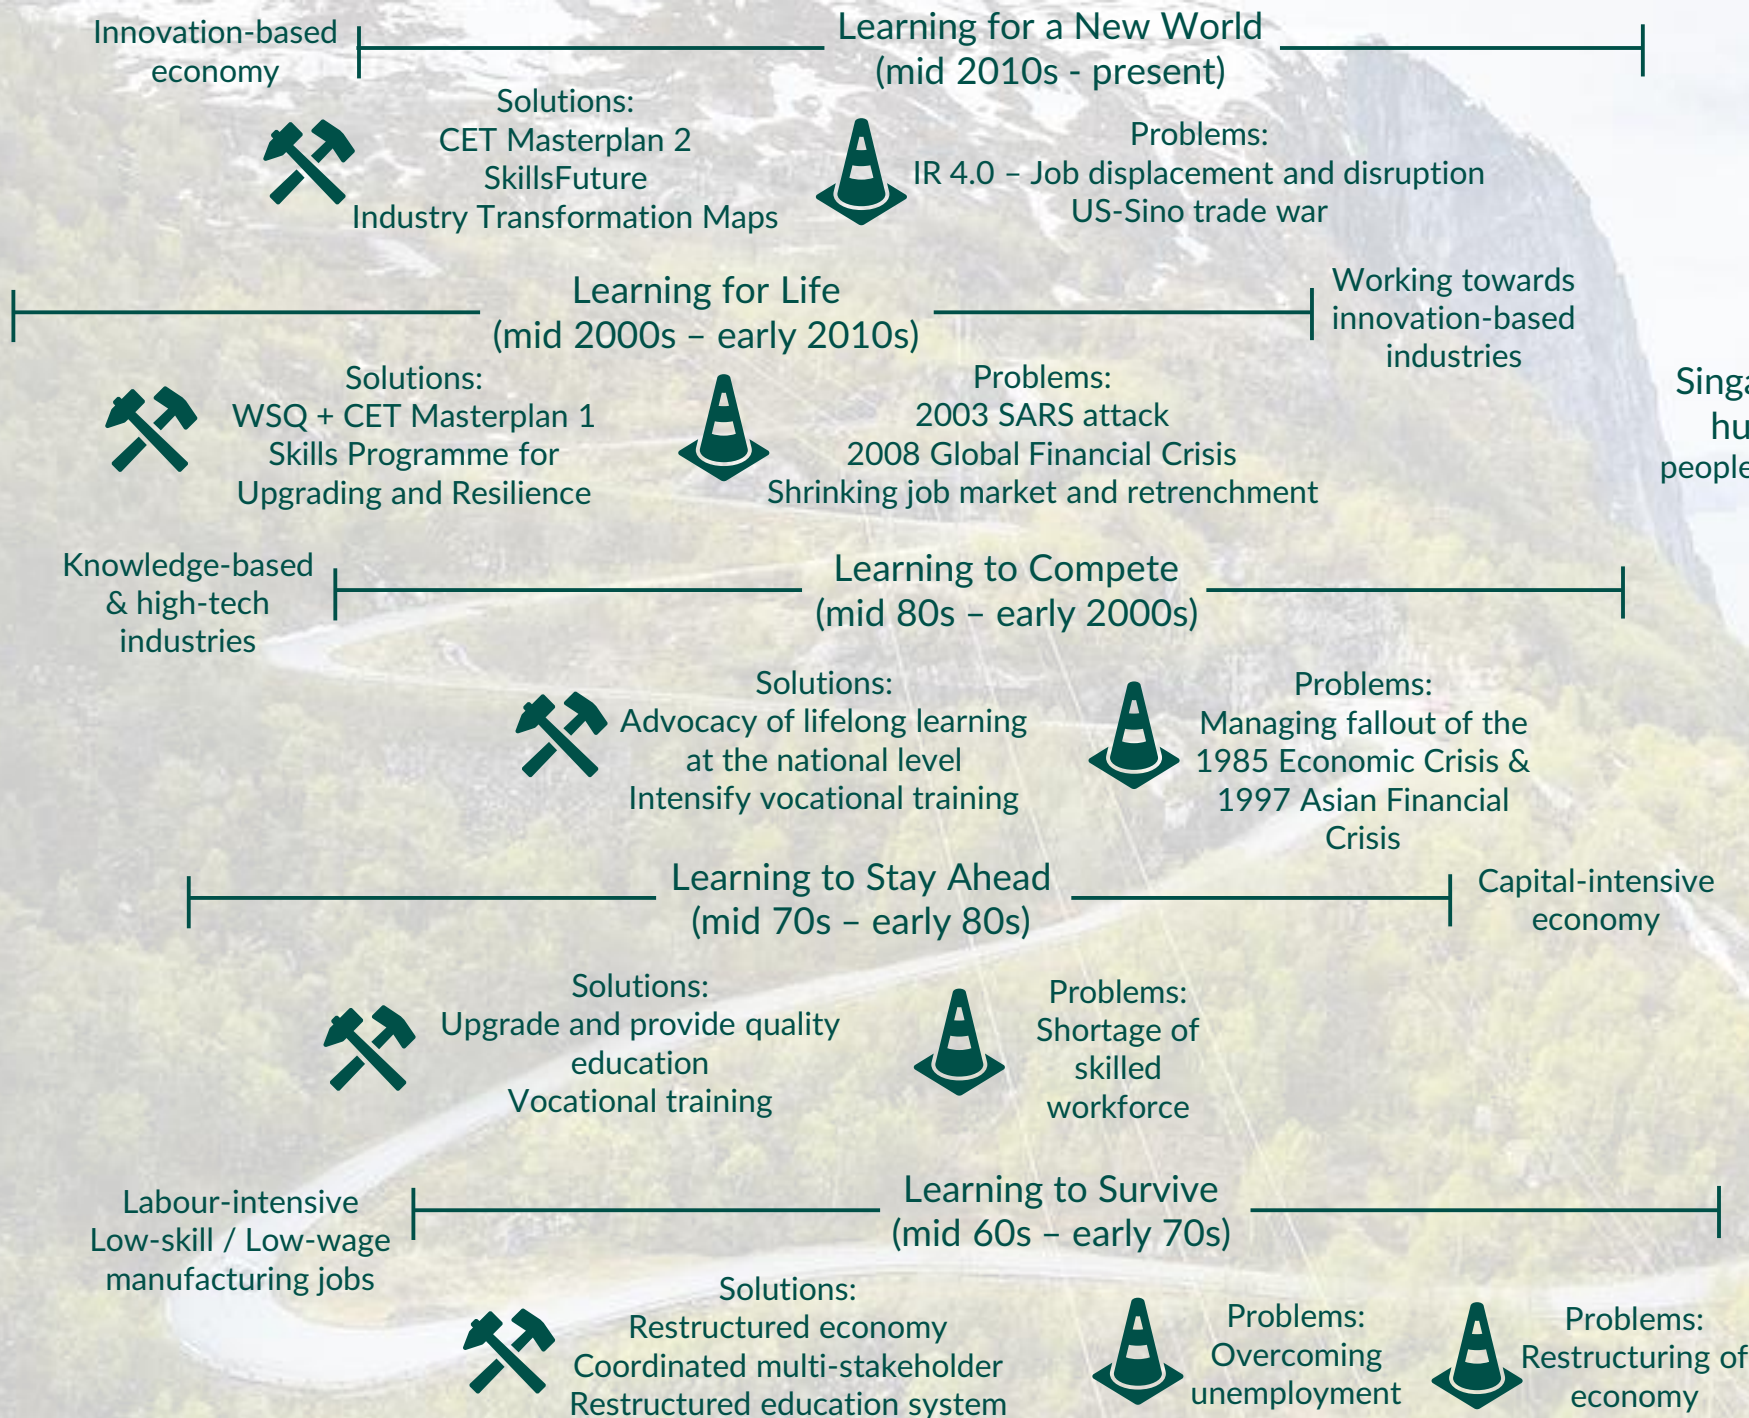 Innovation-based
economy
Learning for a New World
(mid 2010s - present)
Solutions:
CET Masterplan 2
SkillsFuture
Industry Transformation Maps
Problems:
IR 4.0 – Job displacement and disruption
US-Sino trade war
Learning for Life
(mid 2000s – early 2010s)
Working towards
innovation-based
industries
Solutions:
WSQ + CET Masterplan 1
Skills Programme for
Upgrading and Resilience
Problems:
2003 SARS attack
2008 Global Financial Crisis
Shrinking job market and retrenchment
people
Knowledge-based
& high-tech
industries
Learning to Compete
(mid 80s – early 2000s)
Solutions:
Advocacy of lifelong learning
at the national level
Intensify vocational training
Problems:
Managing fallout of the
1985 Economic Crisis &
1997 Asian Financial
Crisis
Learning to Stay Ahead
(mid 70s – early 80s)
Capital-intensive
economy
Solutions:
Upgrade and provide quality
education
Vocational training
Problems:
Shortage of
skilled
workforce
Labour-intensive
Low-skill / Low-wage
manufacturing jobs
Learning to Survive
(mid 60s – early 70s)
Solutions:
Restructured economy
Coordinated multi-stakeholder
Restructured education system
Problems:
Overcoming
unemployment
Problems:
Restructuring of
economy